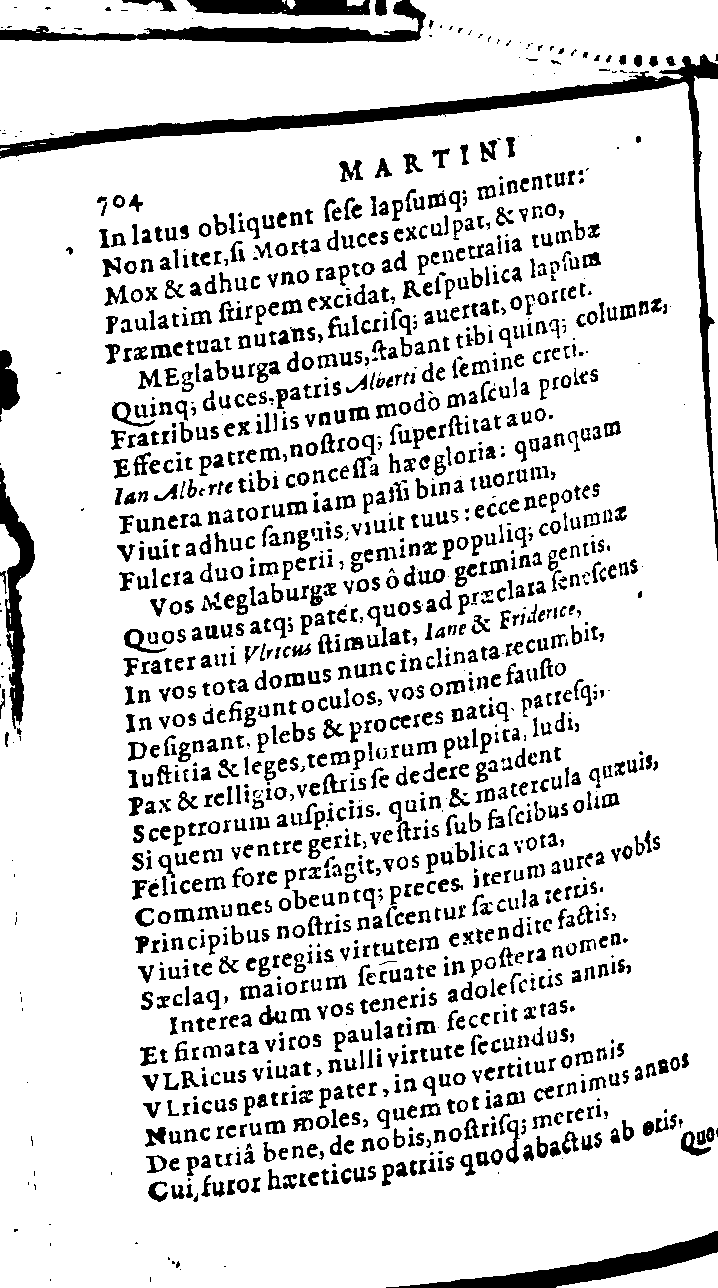 704 MARTINI
In latus obliquent ſeſe lapſumq; minentur:
Non aliter, ſi Morta duces exculpat, & vno,
Mox & adhuc vno rapto ad penetralia tumbæ
Paulatim ſtirpem excidat, Reſpublica lapſum
Præmetuat nutans, fulcriſq; auertat, oportet.
MEglaburga domus, ſtabant tibi quinq; columnæ,
Quinq; duces, patris Alberti de ſemine creti.
Fratribus ex illis vnum modò maſcula proles
Effecit patrem, noſtroq; ſuperſtitat auo.
Ian Alberte tibi conceſſa hæc gloria: quanquam
Funera natorum iam paſſi bina tuorum,
Viuit adhuc ſanguis, viuit tuus: ecce nepotes
Fulcra duo imperii, geminæ populiq; columnæ
Vos Meglaburgæ vos ô duo germina gentis.
Quos auus atq; pater, quos ad præclara ſeneſcens
Frater aui Vlricus ſtimulat, Iane & Friderice,
In vos tota domus nunc inclinata recumbit,
In vos defigunt oculos, vos omine fauſto
Deſignant, plebs & proceres natiq. patreſq;,
Iuſtitia & leges, templorum pulpita, ludi,
Pax & relligio, veſtris ſe dedere gaudent
Sceptrorum auſpiciis. quin & matercula quæuis,
Si quem ventre gerit, veſtris ſub faſcibus olim
Felicem fore præſagit, vos publica vota,
Communes obeuntq; preces. iterum aurea vobis
Principibus noſtris naſcentur ſæcula terris.
Viuite & egregiis virtutem extendite factis,
Sæclaq, maiorum ſeruate in poſtera nomen.
Interea dum vos teneris adoleſcitis annis,
Et firmata viros paulatim fecerit ætas.
VLRicus viuat, nulli virtute ſecundus,
VLricus patriæ pater, in quo vertitur omnis
Nunc rerum moles, quem tot iam cernimus annos
De patriâ bene, de nobis, noſtriſq; mereri,
Cui, furor hæreticus patriis quod abactus ab oris,